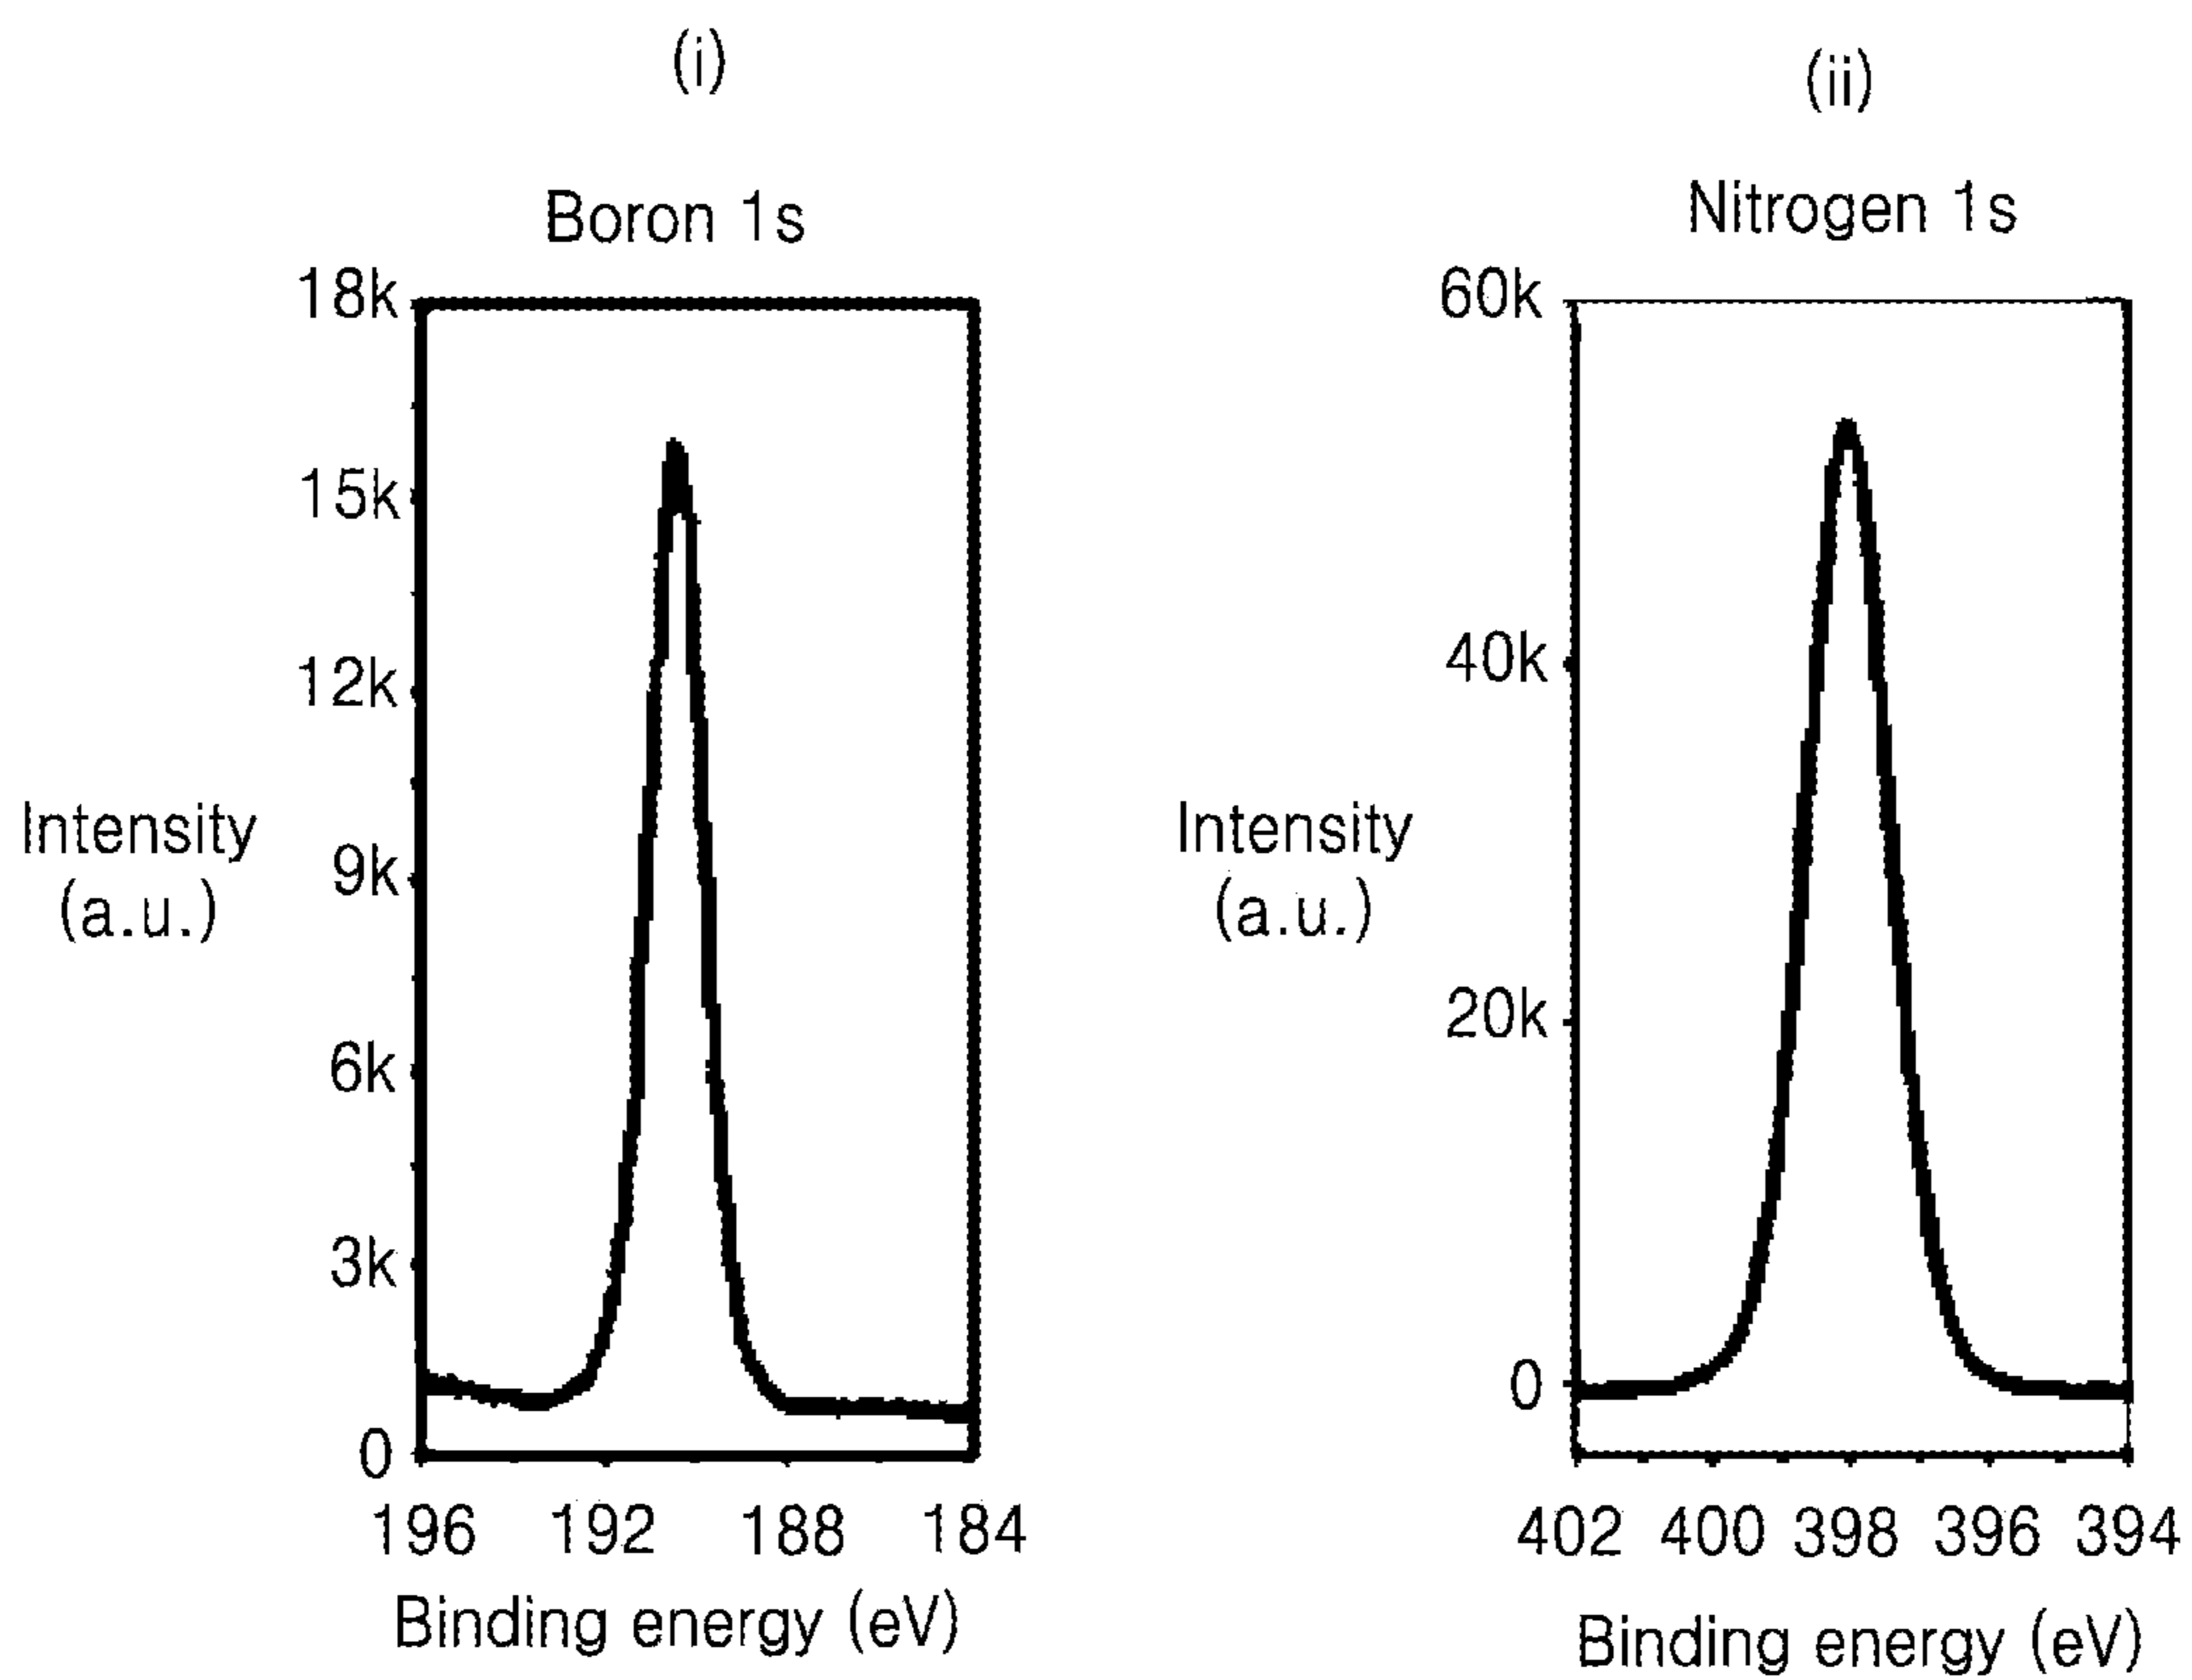 (i)
Boron 1s
18k
15k
12k
9k
6k
3k
0
Intensity
(a.u.)
196 192 188 184
Binding energy (eV)
(ii)
Nitrogen 1s
60k
40k
20k
0
Intensity
(a.u.)
402 400 398 396 394
Binding energy (eV)